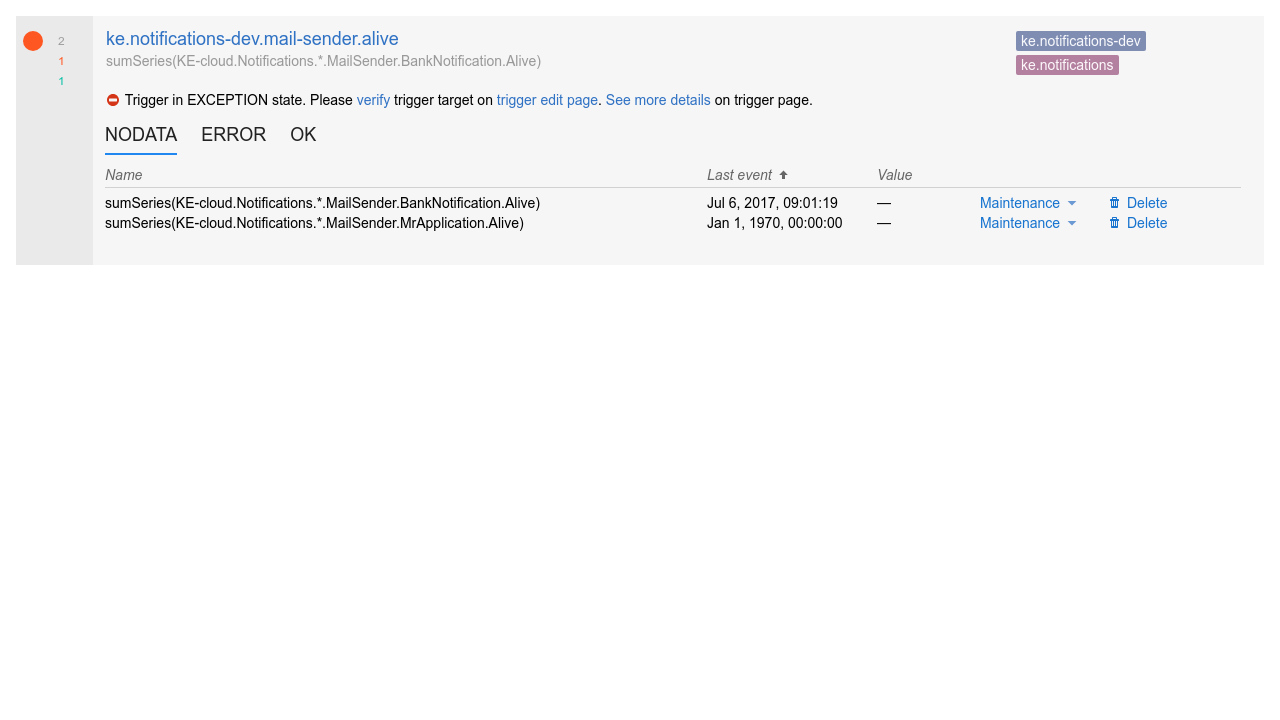 2
1
1
ke.notifications-dev.mail-sender.alive
sumSeries(KE-cloud.Notifications.*.MailSender.BankNotification.Alive)
ke.notifications-dev
ke.notifications
Trigger in EXCEPTION state. Please verify trigger target on trigger edit page. See more details on trigger page.
NODATA ERROR OK
Name Last event Value
sumSeries(KE-cloud.Notifications.*.MailSender.BankNotification.Alive) Jul 6, 2017, 09:01:19 — Maintenance Delete
sumSeries(KE-cloud.Notifications.*.MailSender.MrApplication.Alive) Jan 1, 1970, 00:00:00 — Maintenance Delete